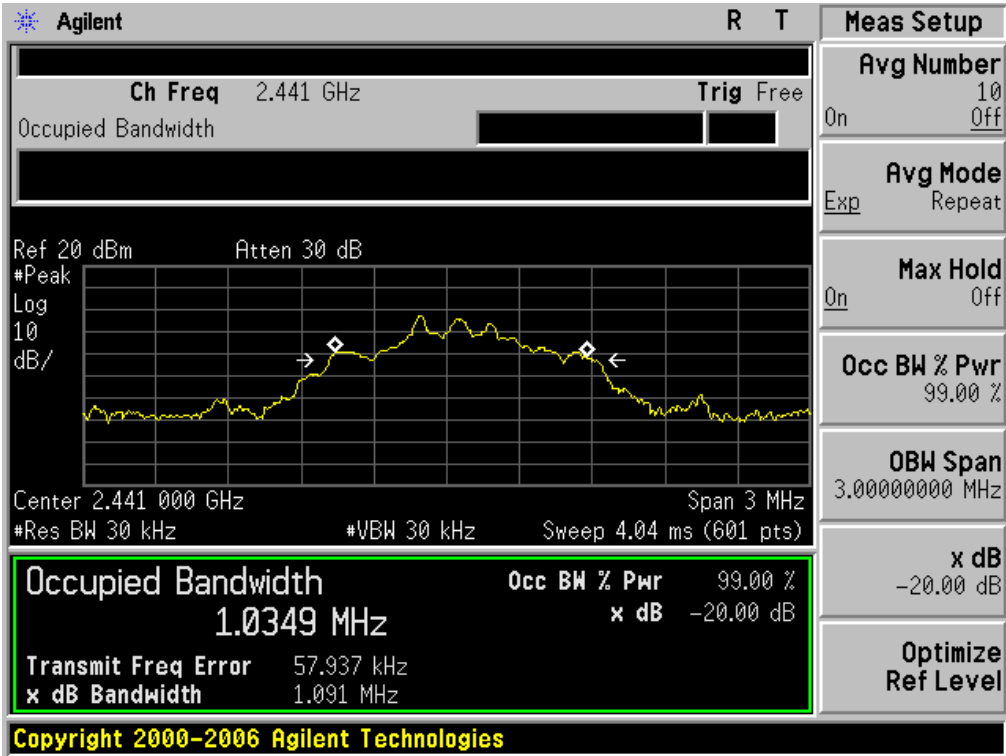 Agilent R T
Ch Freq 2.441 GHz Trig Free
Occupied Bandwidth
Ref 20 dBm Atten 30 dB
#Peak
Log
10
dB/
Center 2.441 000 GHz Span 3 MHz
#Res BW 30 kHz #VBW 30 kHz Sweep 4.04 ms (601 pts)
Occupied Bandwidth
1.0349 MHz
Occ BW % Pwr 99.00 %
x dB -20.00 dB
Transmit Freq Error 57.937 kHz
x dB Bandwidth 1.091 MHz
Copyright 2000-2006 Agilent Technologies
Meas Setup
Avg Number
10
On Off
Avg Mode
Exp Repeat
Max Hold
On Off
Occ BW % Pwr
99.00 %
OBW Span
3.00000000 MHz
x dB
-20.00 dB
Optimize
Ref Level